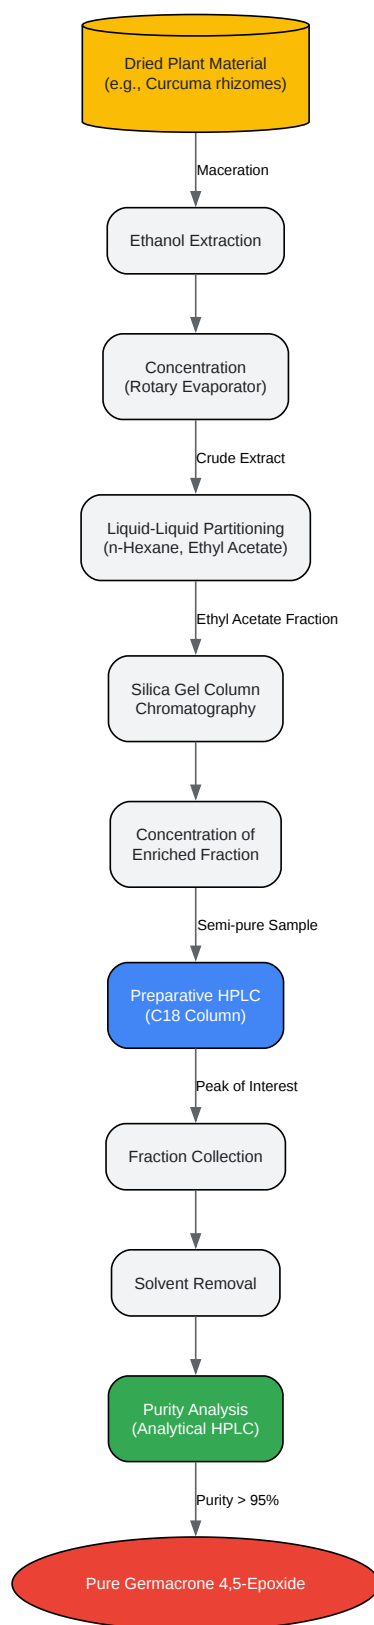 Dried Plant Material
(e.g., Curcuma rhizomes)
Maceration
Ethanol Extraction
Concentration
(Rotary Evaporator)
Crude Extract
Liquid-Liquid Partitioning
(n-Hexane, Ethyl Acetate)
Ethyl Acetate Fraction
Silica Gel Column
Chromatography
Concentration of
Enriched Fraction
Semi-pure Sample
Preparative HPLC
(C18 Column)
Peak of Interest
Fraction Collection
Solvent Removal
Purity Analysis
(Analytical HPLC)
Purity > 95%
Pure Germacrone 4,5-Epoxide